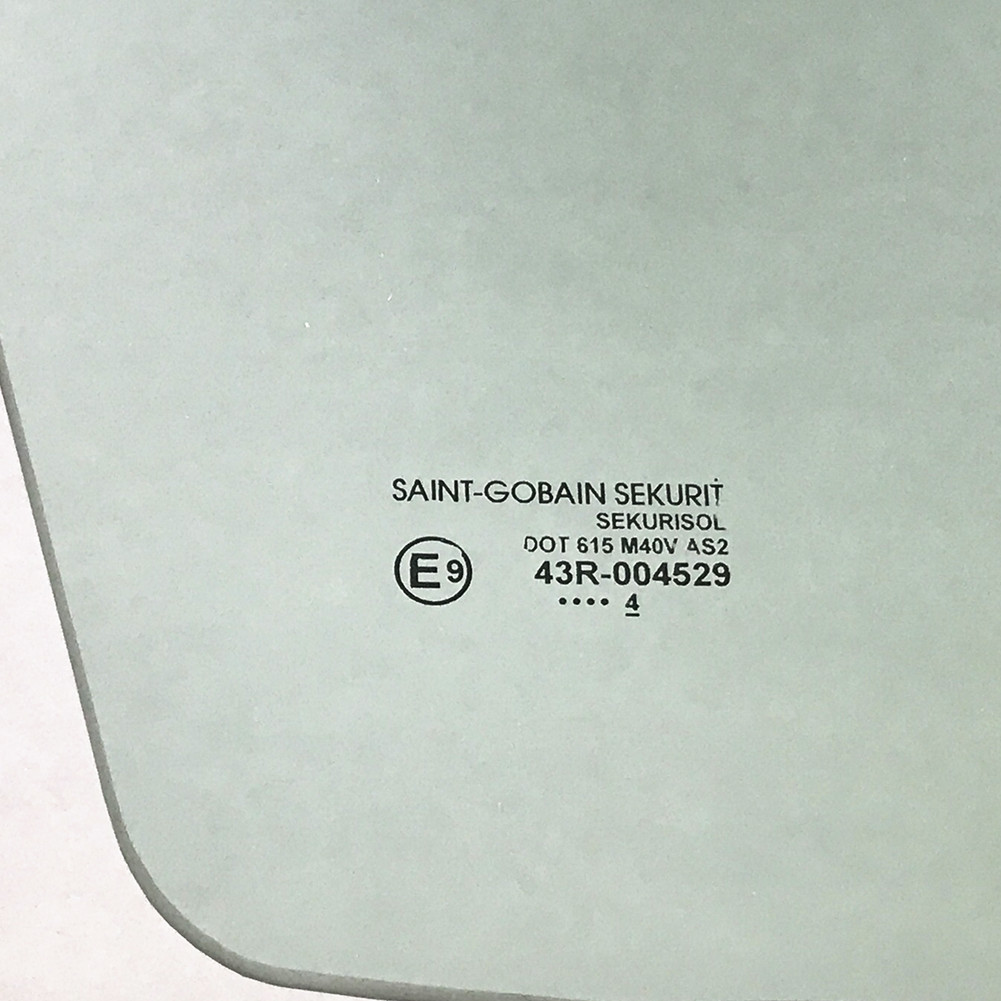 SAINT-GOBAIN SEKURIT
SEKURISOL
DOT 615 M40V AS2
E9 43R-004529
•••• 4